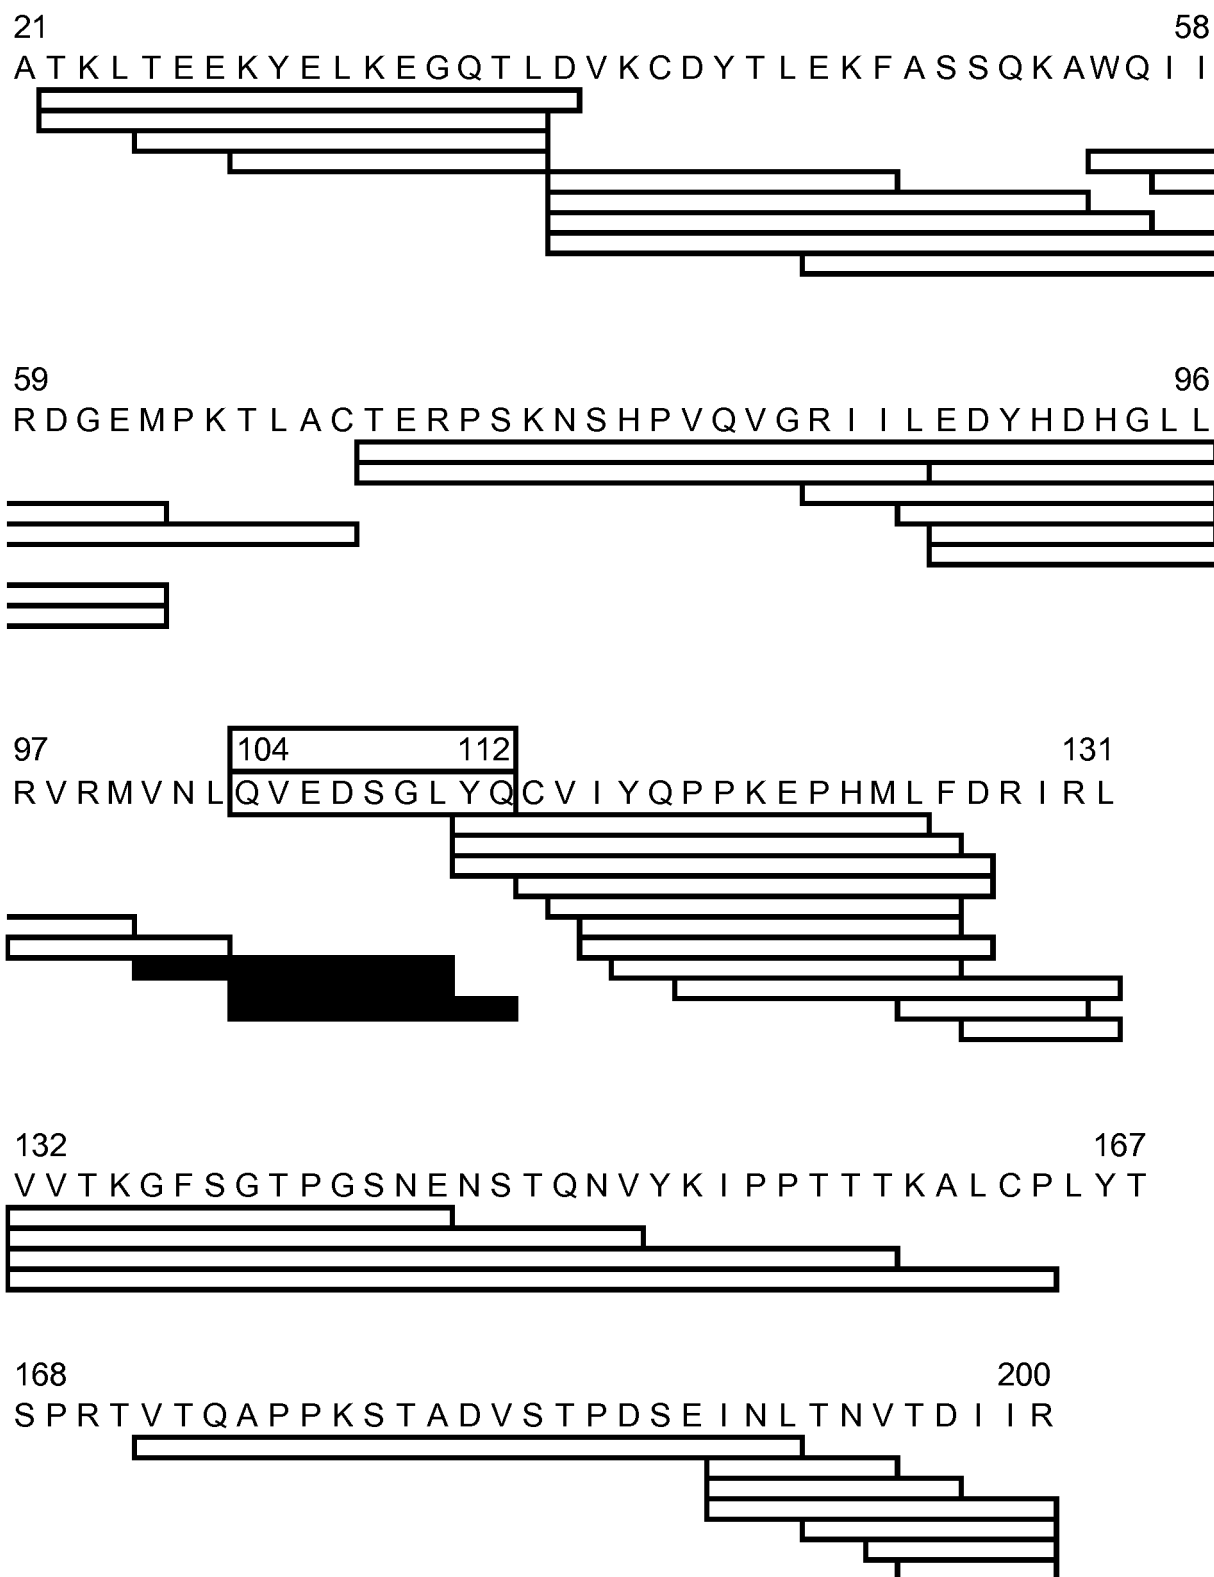 21 58
A T K L T E E K Y E L K E G Q T L D V K C D Y T L E K F A S S Q K A W Q I I
59 96
R D G E M P K T L A C T E R P S K N S H P V Q V G R I I L E D Y H D H G L L
97 104 112 131
R V R M V N L Q V E D S G L Y Q C V I Y Q P P K E P H M L F D R I R L
132 167
V V T K G F S G T P G S N E N S T Q N V Y K I P P T T T K A L C P L Y T
168 200
S P R T V T Q A P P K S T A D V S T P D S E I N L T N V T D I I R